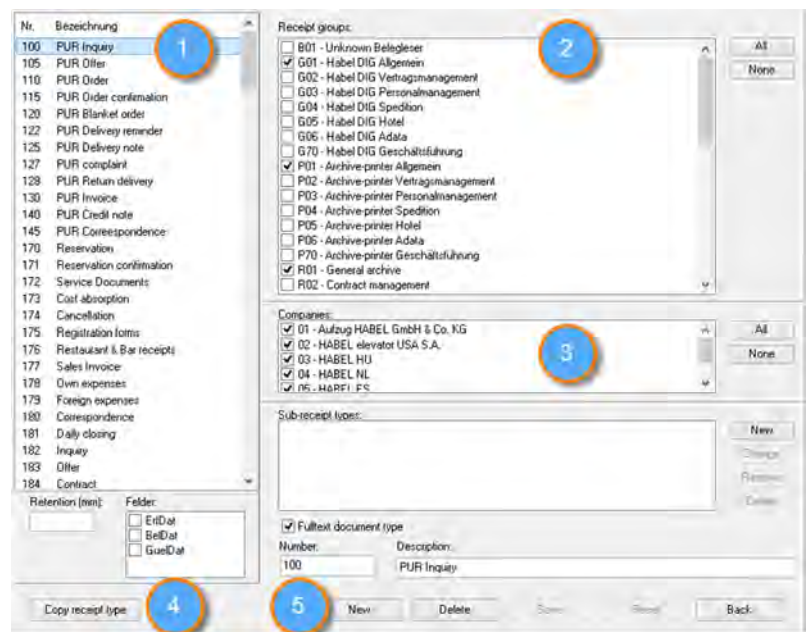 Nr. Bezeichnung
100 PUR Inquiry
105 PUR Offer
110 PUR Order
115 PUR Order confirmation
120 PUR Blanket order
122 PUR Delivery reminder
125 PUR Delivery note
127 PUR complaint
128 PUR Return delivery
130 PUR Invoice
140 PUR Credit note
145 PUR Correespondence
170 Reservation
171 Reservation confirmation
172 Service Documents
173 Cost absorption
174 Cancellation
175 Registration forms
176 Restaurant & Bar receipts
177 Sales Invoice
178 Own expenses
179 Foreign expenses
180 Correspondence
181 Daily closing
182 Inquiry
183 Offer
184 Contract
1
Retention [mm]:
Felder:
ErlDat
BelDat
GuelDat
Copy receipt type
4
Receipt groups:
B01 - Unknown Belegleser
G01 - Habel DIG Allgemein
G02 - Habel DIG Vertragsmanagement
G03 - Habel DIG Personalmanagement
G04 - Habel DIG Spedition
G05 - Habel DIG Hotel
G06 - Habel DIG Adata
G70 - Habel DIG Geschäftsführung
P01 - Archive-printer Allgemein
P02 - Archive-printer Vertragsmanagement
P03 - Archive-printer Personalmanagement
P04 - Archive-printer Spedition
P05 - Archive-printer Hotel
P06 - Archive-printer Adata
P70 - Archive-printer Geschäftsführung
R01 - General archive
R02 - Contract management
2
All
None
Companies:
01 - Aufzug HABEL GmbH & Co. KG
02 - HABEL elevator USA S.A.
03 - HABEL HU
04 - HABEL NL
05 - HABEL ES
3
All
None
Sub-receipt types:
New
Change
Delete
Fulltext document type
Number:
Description:
100
PUR Inquiry
5
New
Delete
Save
Reset
Back